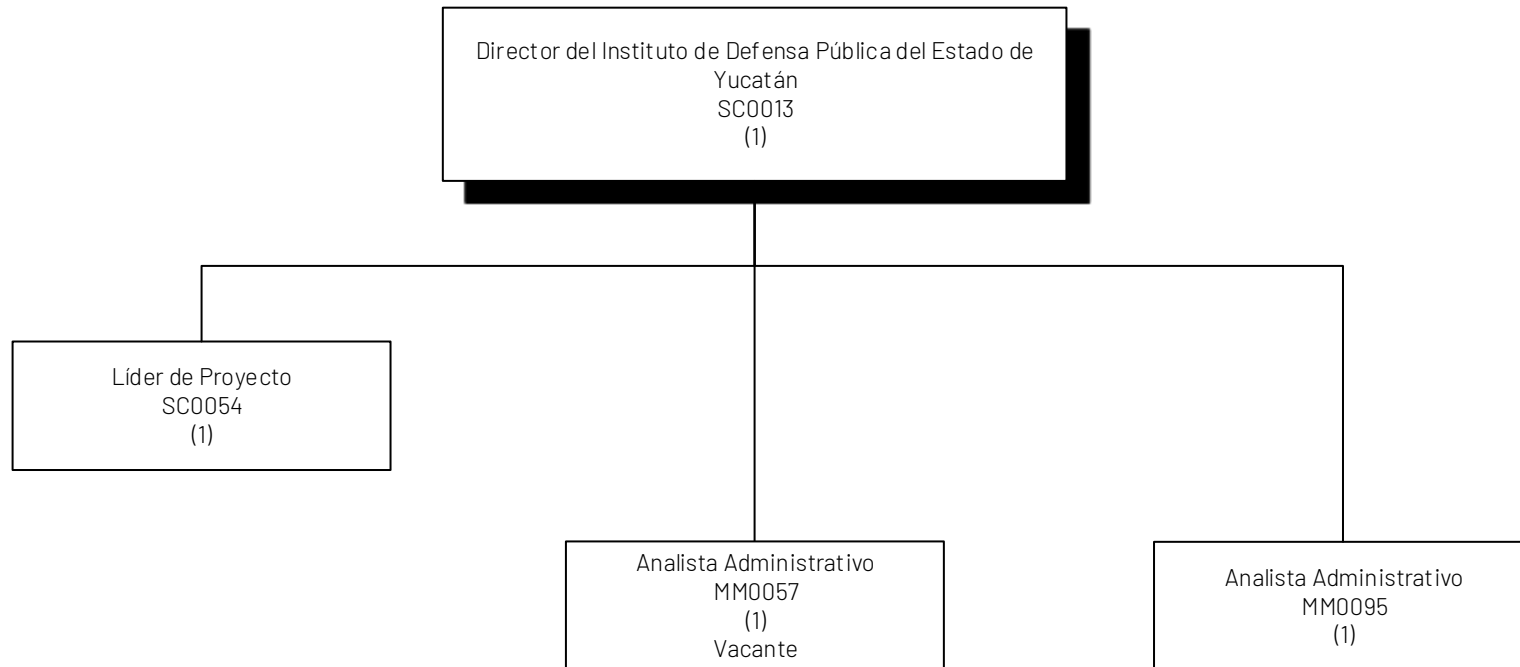 Director del Instituto de Defensa Pública del Estado de
Yucatán
SC0013
(1)
Líder de Proyecto
SC0054
(1)
Analista Administrativo
MM0057
(1)
Vacante
Analista Administrativo
MM0095
(1)